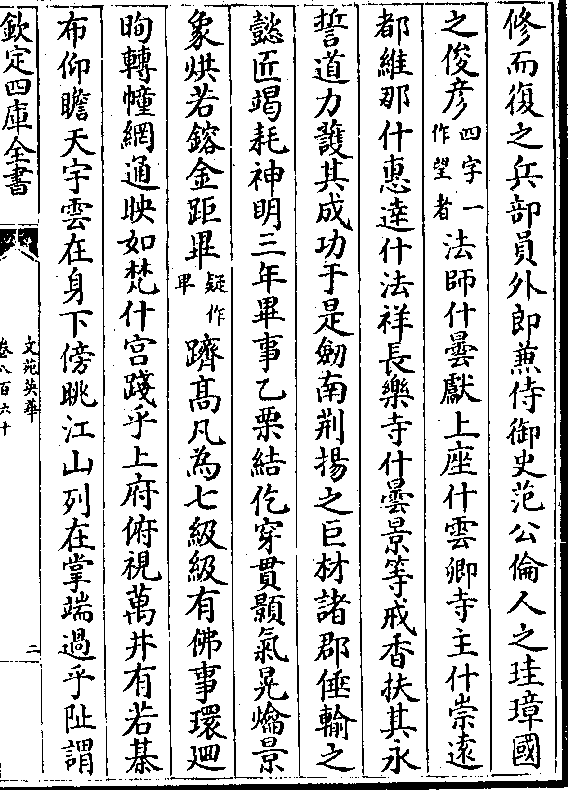 修而復之兵部員外郎兼侍御史范公倫人之珪璋國
之俊彦四字一作望者法師什曇獻上座什雲卿寺主什崇遠
都維那什惠達什法祥長樂寺什曇景等戒香扶其永
誓道力護其成功于是劒南荆揚之巨材諸郡倕輸之
懿匠竭耗神明三年畢事乙栗結仡穿貫顥氣晃爚景
象烘若鎔金距畢疑作𢌿躋髙凡為七級級有佛事環𢌞
昫轉幢網通映如梵什宫踐乎上府俯視萬井有若棊
布仰瞻天宇雲在身下傍眺江山列在掌端過乎阯謂
欽定四庫全書
文苑英華
卷八百六十
二